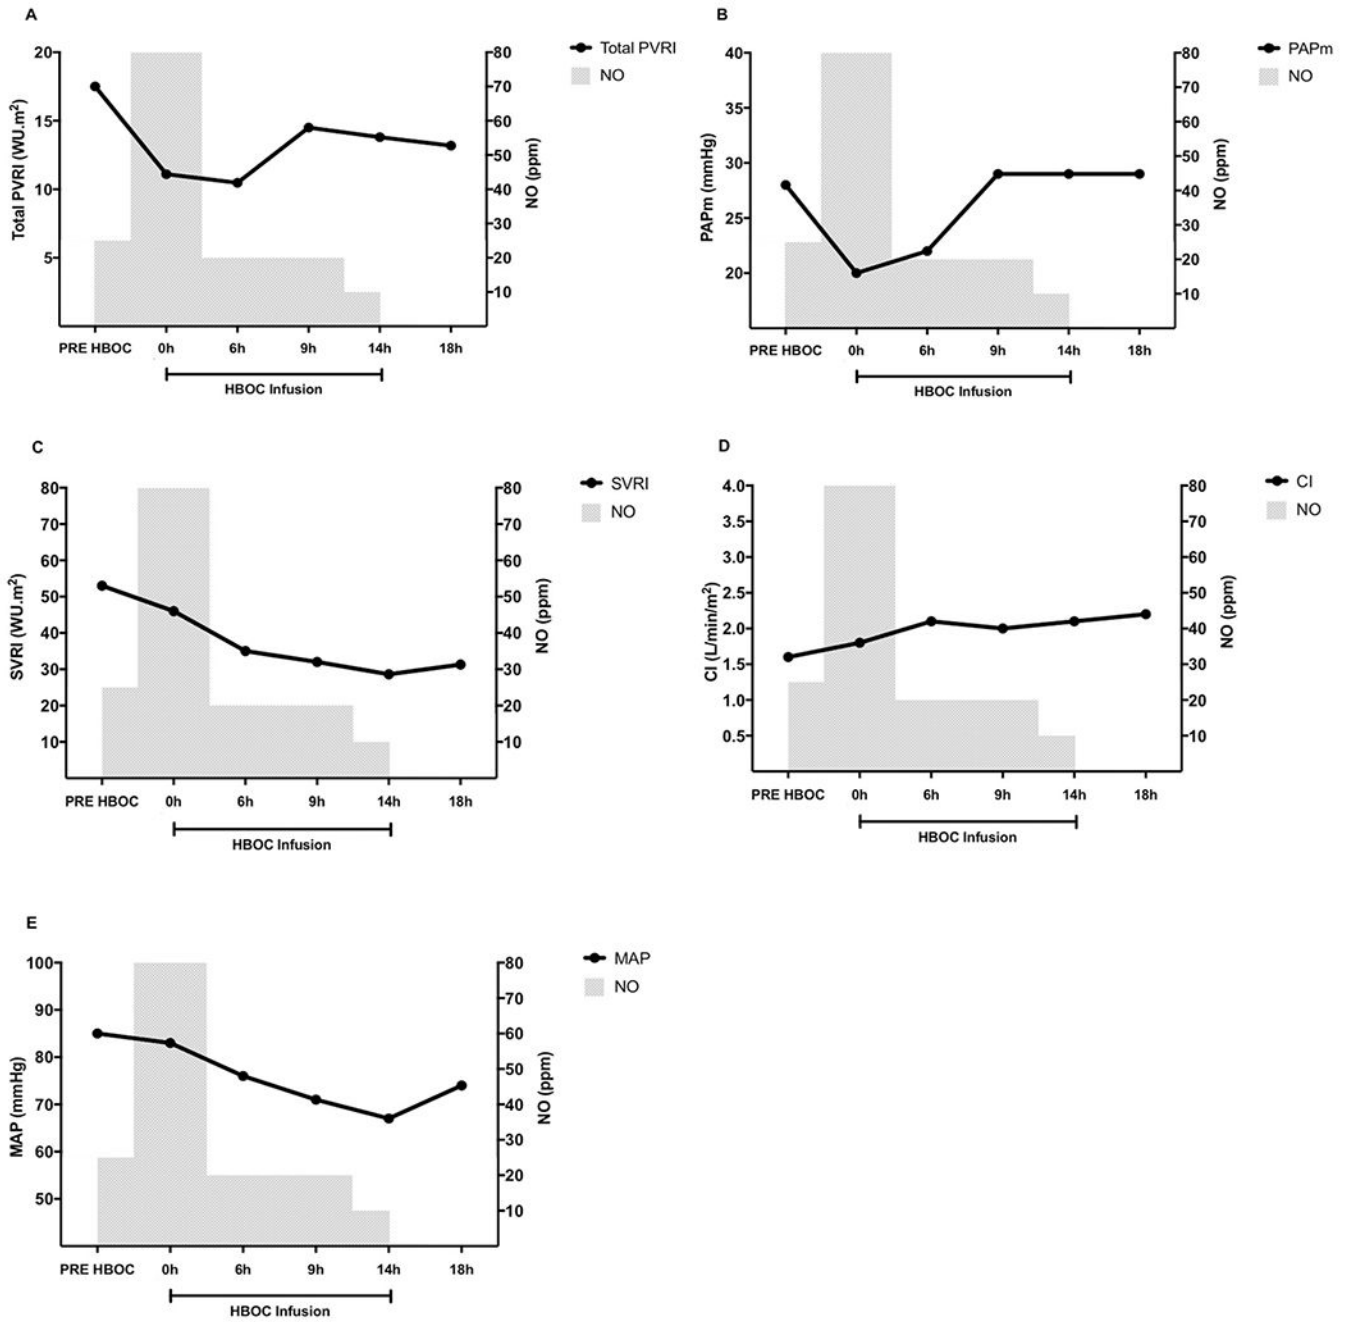 A
Total PVRI (WU.m²)
20
15
10
5
NO (ppm)
80
70
60
50
40
30
20
10
Total PVRI
NO
PRE HBOC 0h 6h 9h 14h 18h
HBOC Infusion
B
PAPm (mmHg)
40
35
30
25
20
NO (ppm)
80
70
60
50
40
30
20
10
PAPm
NO
PRE HBOC 0h 6h 9h 14h 18h
HBOC Infusion
C
SVRI (WU.m²)
80
70
60
50
40
30
20
10
NO (ppm)
80
70
60
50
40
30
20
10
SVRI
NO
PRE HBOC 0h 6h 9h 14h 18h
HBOC Infusion
D
CI (L/min/m²)
4.0
3.5
3.0
2.5
2.0
1.5
1.0
0.5
NO (ppm)
80
70
60
50
40
30
20
10
CI
NO
PRE HBOC 0h 6h 9h 14h 18h
HBOC Infusion
E
MAP (mmHg)
100
90
80
70
60
50
NO (ppm)
80
70
60
50
40
30
20
10
MAP
NO
PRE HBOC 0h 6h 9h 14h 18h
HBOC Infusion